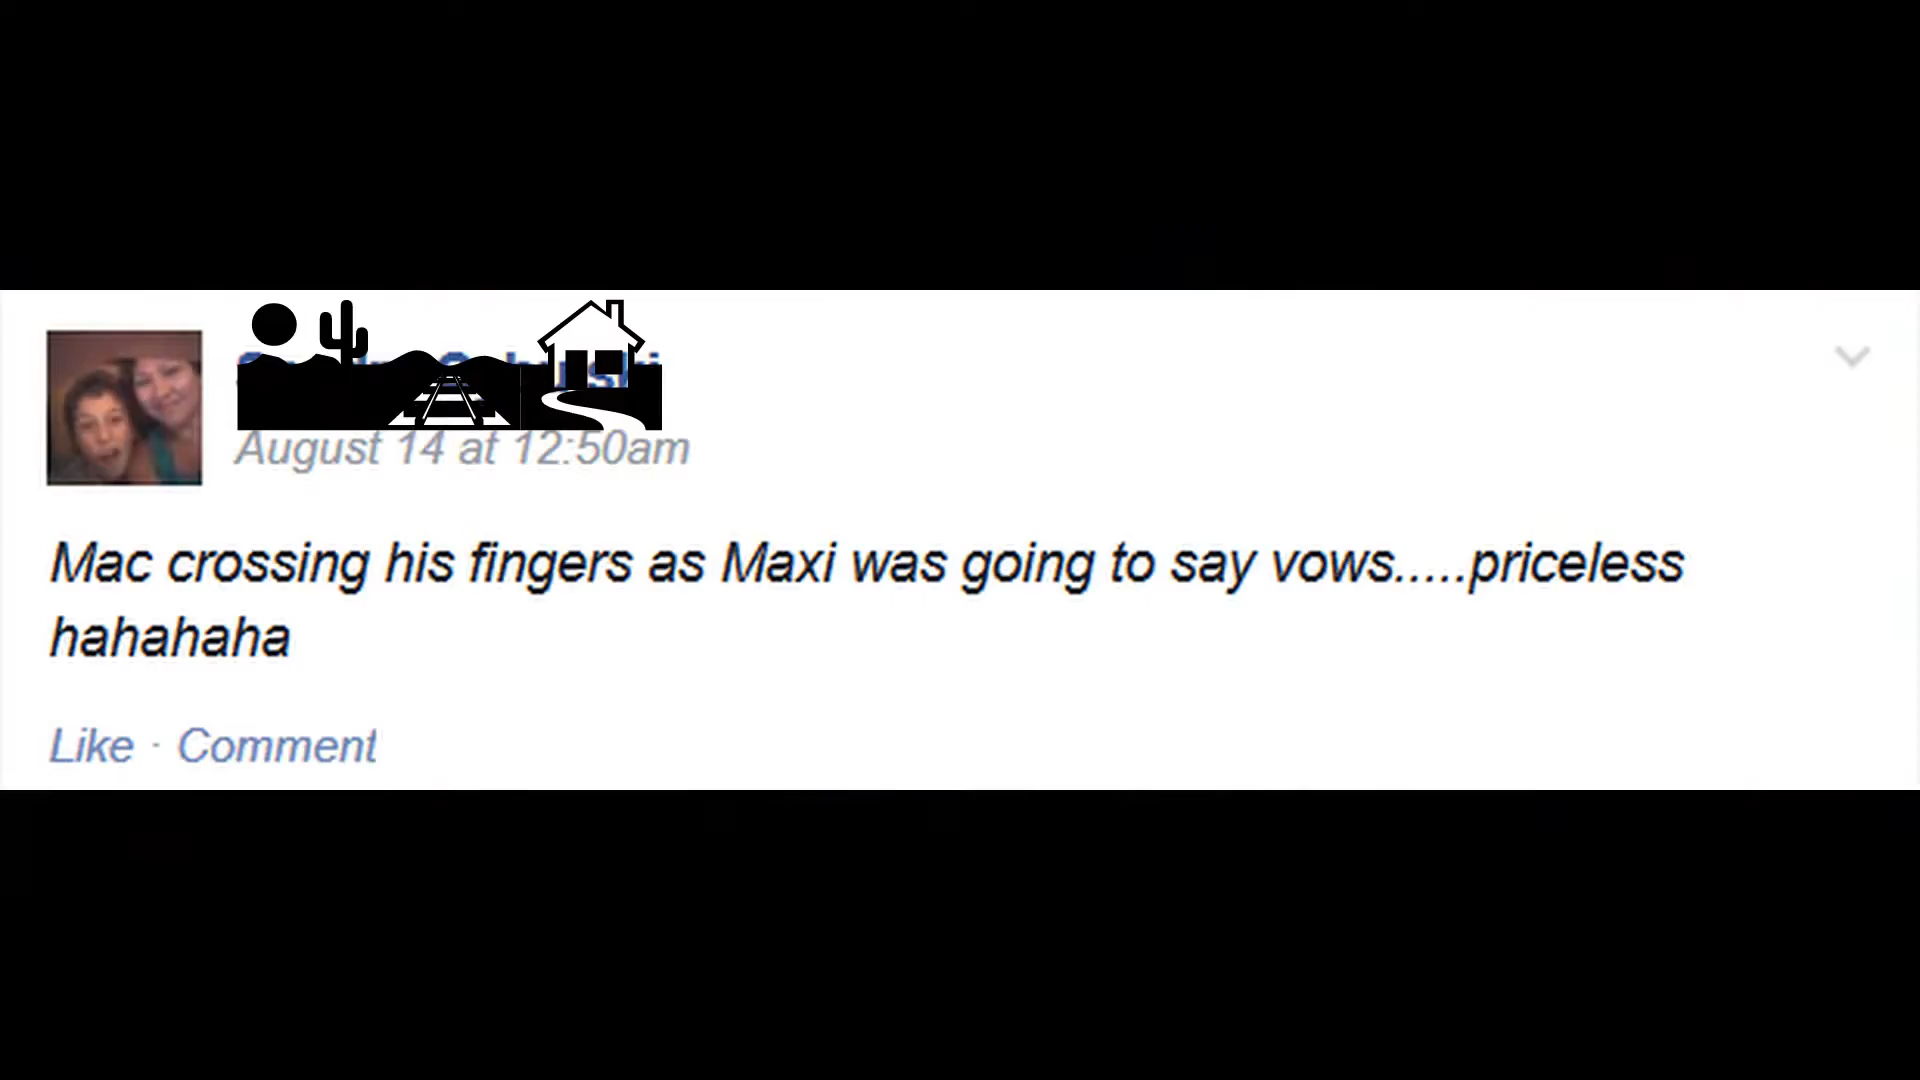 August 14 at 12:50am
Mac crossing his fingers as Maxi was going to say vows.....priceless
hahahaha
Like · Comment